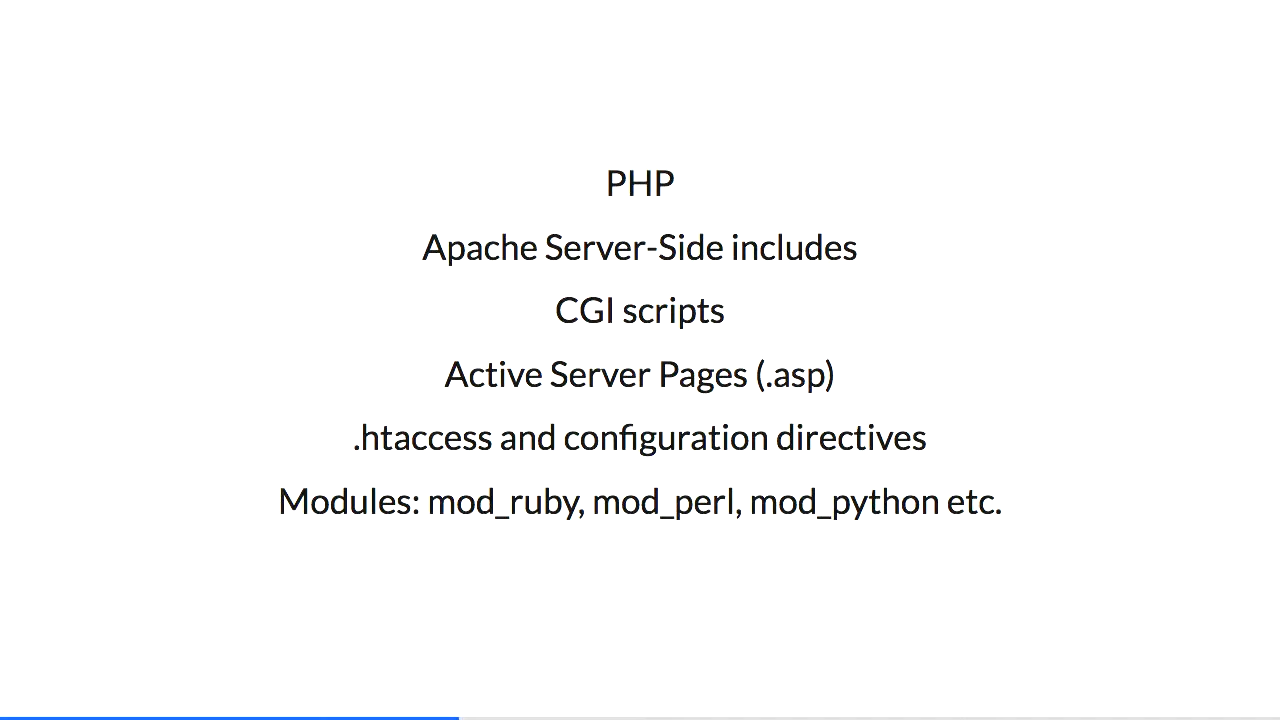 PHP
Apache Server-Side includes
CGI scripts
Active Server Pages (.asp)
.htaccess and configuration directives
Modules: mod_ruby, mod_perl, mod_python etc.